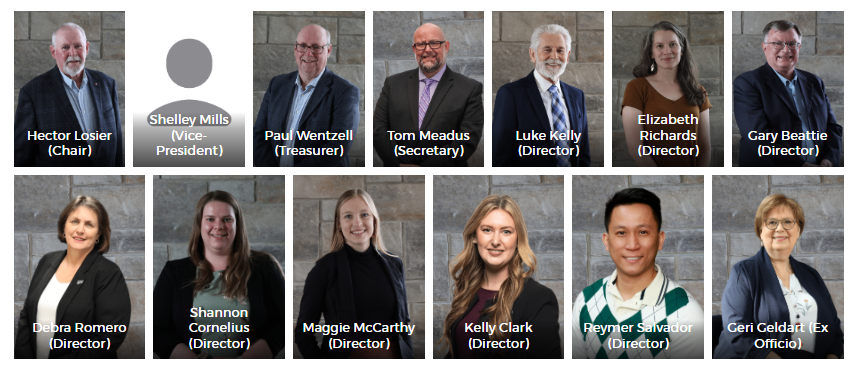 Hector Losier
(Chair)
Shelley Mills
(Vice-
President)
Paul Wentzell
(Treasurer)
Tom Meadus
(Secretary)
Luke Kelly
(Director)
Elizabeth
Richards
(Director)
Gary Beattie
(Director)
Debra Romero
(Director)
Shannon
Cornelius
(Director)
Maggie McCarthy
(Director)
Kelly Clark
(Director)
Reymer Salvador
(Director)
Geri Geldart (Ex
Officio)